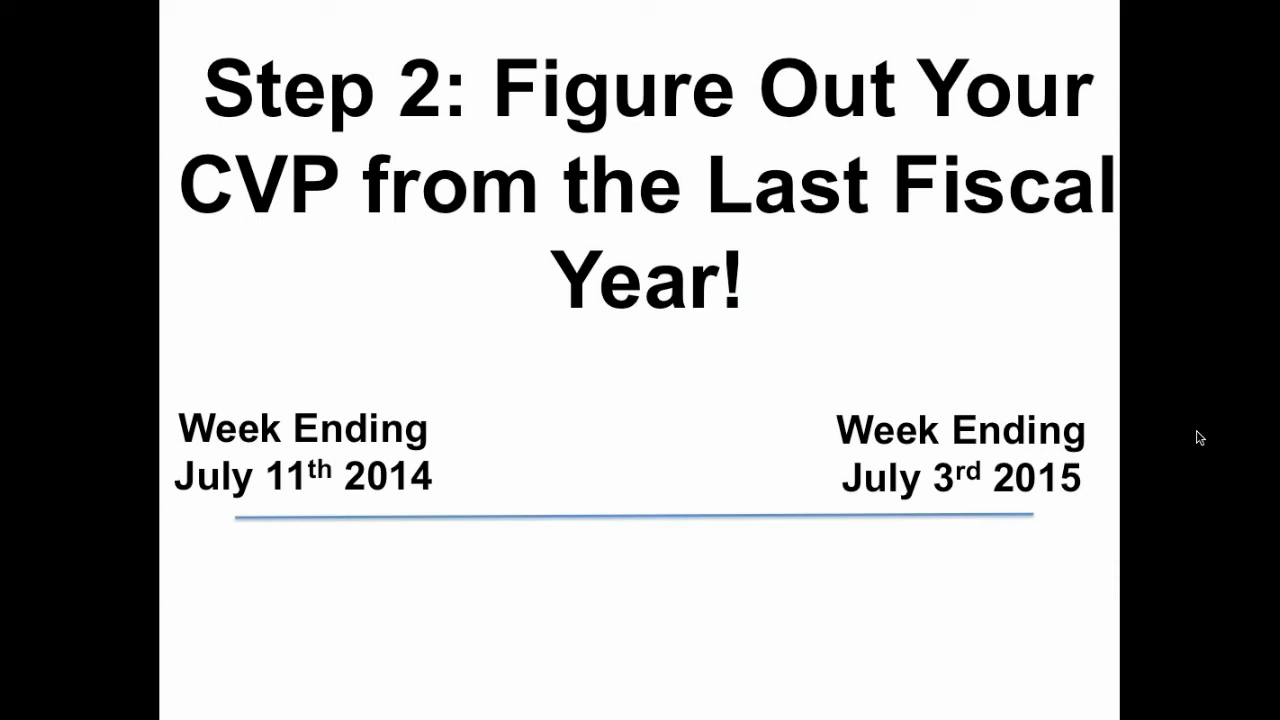 Step 2: Figure Out Your
CVP from the Last Fiscal
Year!
Week Ending
July 11th 2014
Week Ending
July 3rd 2015